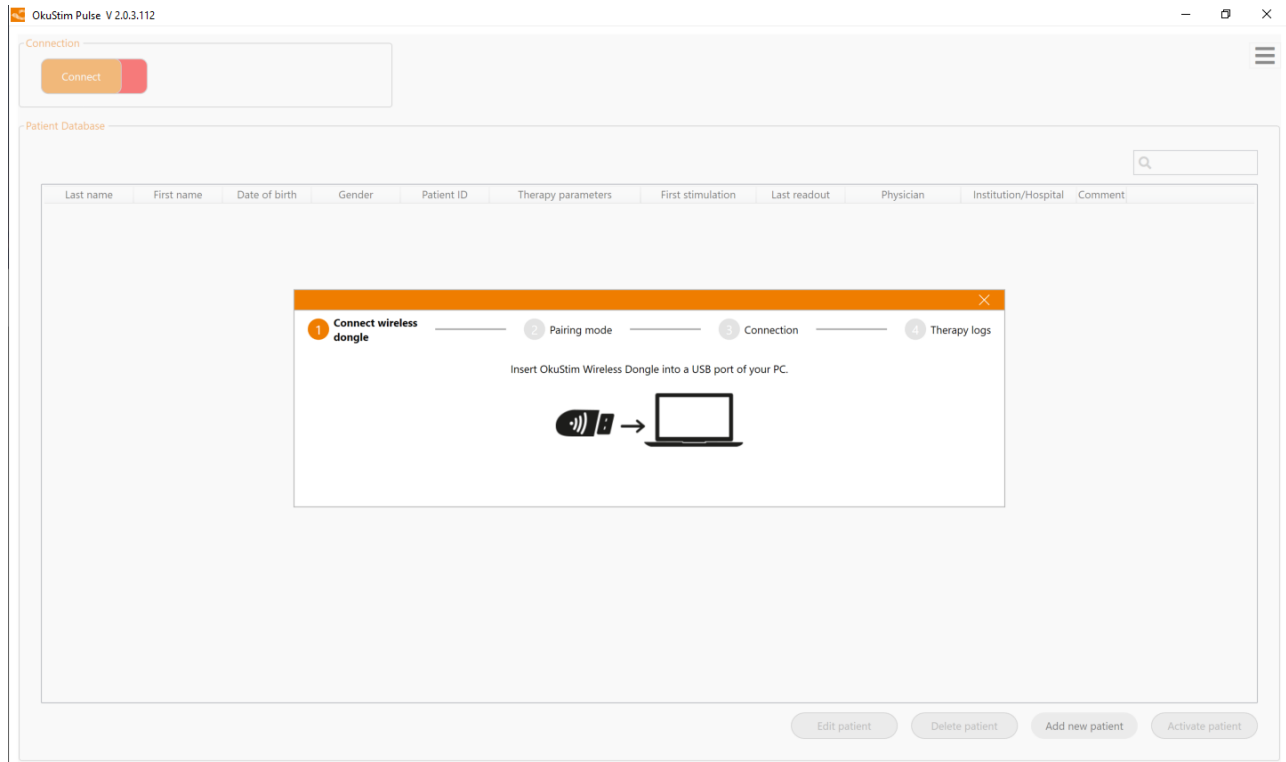 OkuStim Pulse V 2.0.3.112
Connection
Connect
Patient Database
Last name First name Date of birth Gender Patient ID Therapy parameters First stimulation Last readout Physician Institution/Hospital Comment
1 Connect wireless dongle 2 Pairing mode 3 Connection 4 Therapy logs
Insert OkuStim Wireless Dongle into a USB port of your PC.
Edit patient Delete patient Add new patient Activate patient